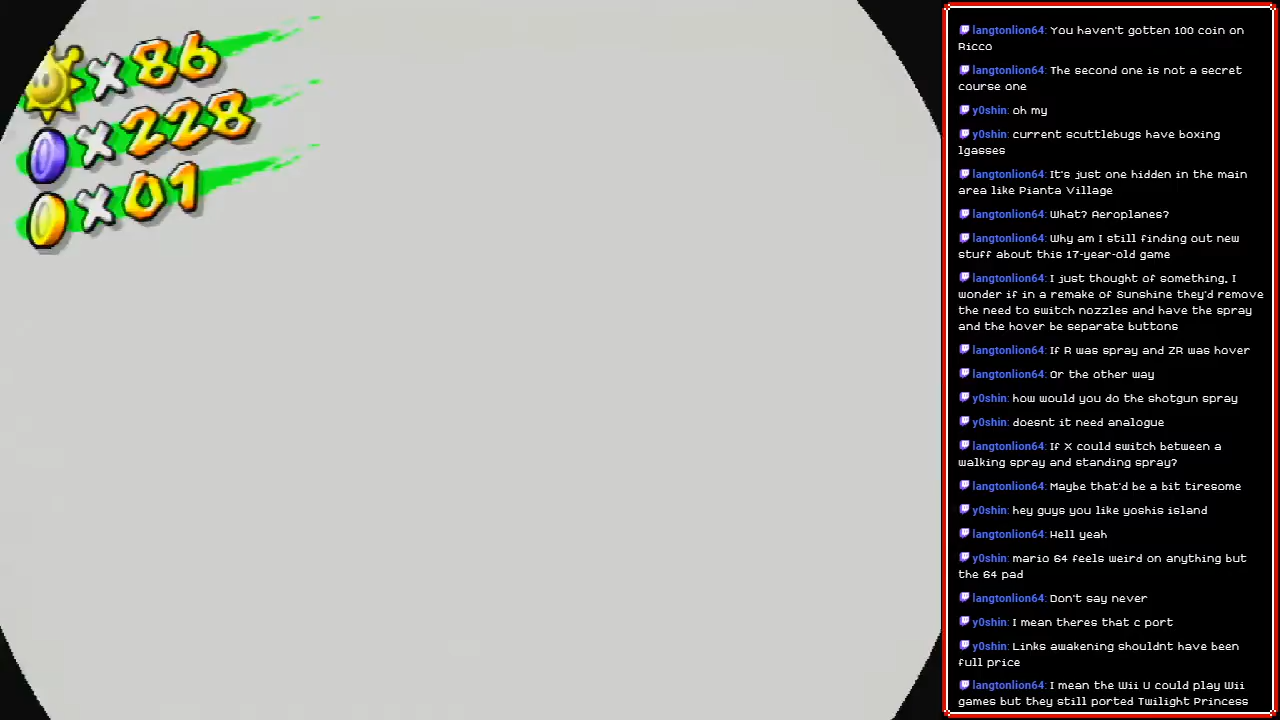 x86
x228
x01
langtonlion64: You haven't gotten 100 coin on
Ricco
langtonlion64: The second one is not a secret
course one
y0shin: oh my
y0shin: current scuttlebugs have boxing
lgasses
langtonlion64: It's just one hidden in the main
area like Pianta Village
langtonlion64: What? Aeroplanes?
langtonlion64: Why am I still finding out new
stuff about this 17-year-old game
langtonlion64: I just thought of something, I
wonder if in a remake of Sunshine they'd remove
the need to switch nozzles and have the spray
and the hover be separate buttons
langtonlion64: If R was spray and ZR was hover
langtonlion64: Or the other way
y0shin: how would you do the shotgun spray
y0shin: doesnt it need analogue
langtonlion64: If X could switch between a
walking spray and standing spray?
langtonlion64: Maybe that'd be a bit tiresome
y0shin: hey guys you like yoshis island
langtonlion64: Hell yeah
y0shin: mario 64 feels weird on anything but
the 64 pad
langtonlion64: Don't say never
y0shin: I mean theres that c port
y0shin: Links awakening shouldnt have been
full price
langtonlion64: I mean the Wii U could play Wii
games but they still ported Twilight Princess